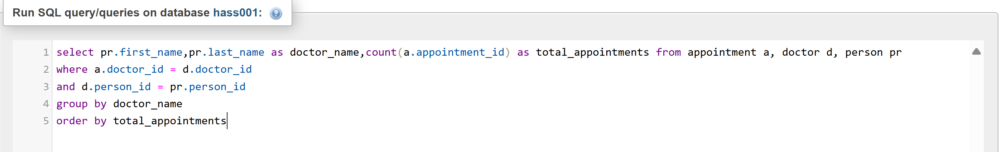 Run SQL query/queries on database hass001:
1 select pr.first_name,pr.last_name as doctor_name,count(a.appointment_id) as total_appointments from appointment a, doctor d, person pr
2 where a.doctor_id = d.doctor_id
3 and d.person_id = pr.person_id
4 group by doctor_name
5 order by total_appointments